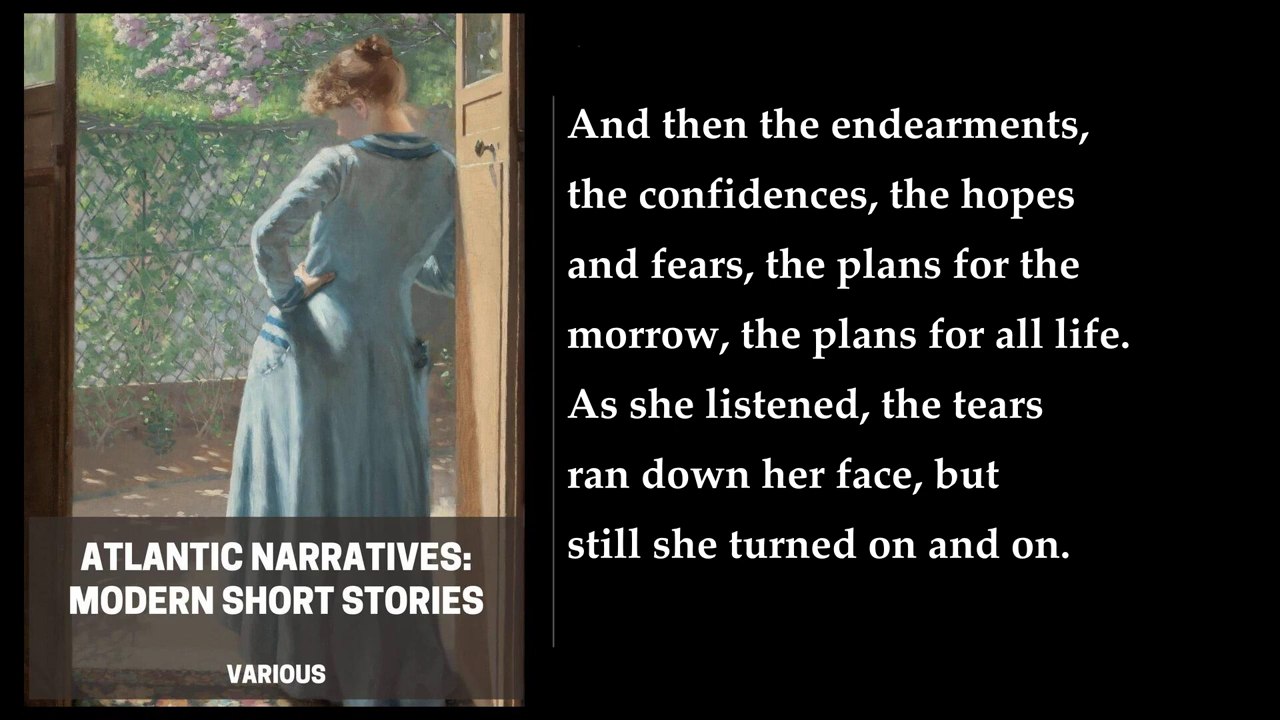 ATLANTIC NARRATIVES:
MODERN SHORT STORIES
VARIOUS
And then the endearments,
the confidences, the hopes
and fears, the plans for the
morrow, the plans for all life.
As she listened, the tears
ran down her face, but
still she turned on and on.